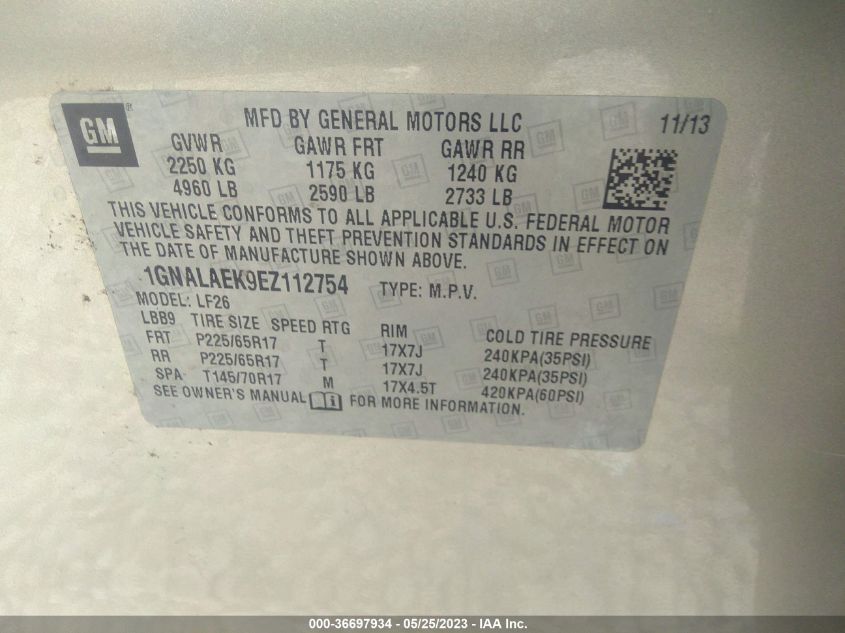 GM ®
MFD BY GENERAL MOTORS LLC 11/13
GVWR GAWR FRT GAWR RR
2250 KG 1175 KG 1240 KG
4960 LB 2590 LB 2733 LB
THIS VEHICLE CONFORMS TO ALL APPLICABLE U.S. FEDERAL MOTOR
VEHICLE SAFETY AND THEFT PREVENTION STANDARDS IN EFFECT ON
THE DATE OF MANUFACTURE SHOWN ABOVE.
1GNALAEK9EZ112754 TYPE: M.P.V.
MODEL: LF26
LBB9 TIRE SIZE SPEED RTG RIM COLD TIRE PRESSURE
FRT P225/65R17 T 17X7J 240KPA(35PSI)
RR P225/65R17 T 17X7J 240KPA(35PSI)
SPA T145/70R17 M 17X4.5T 420KPA(60PSI)
SEE OWNER'S MANUAL FOR MORE INFORMATION.
000-36697934 - 05/25/2023 - IAA Inc.